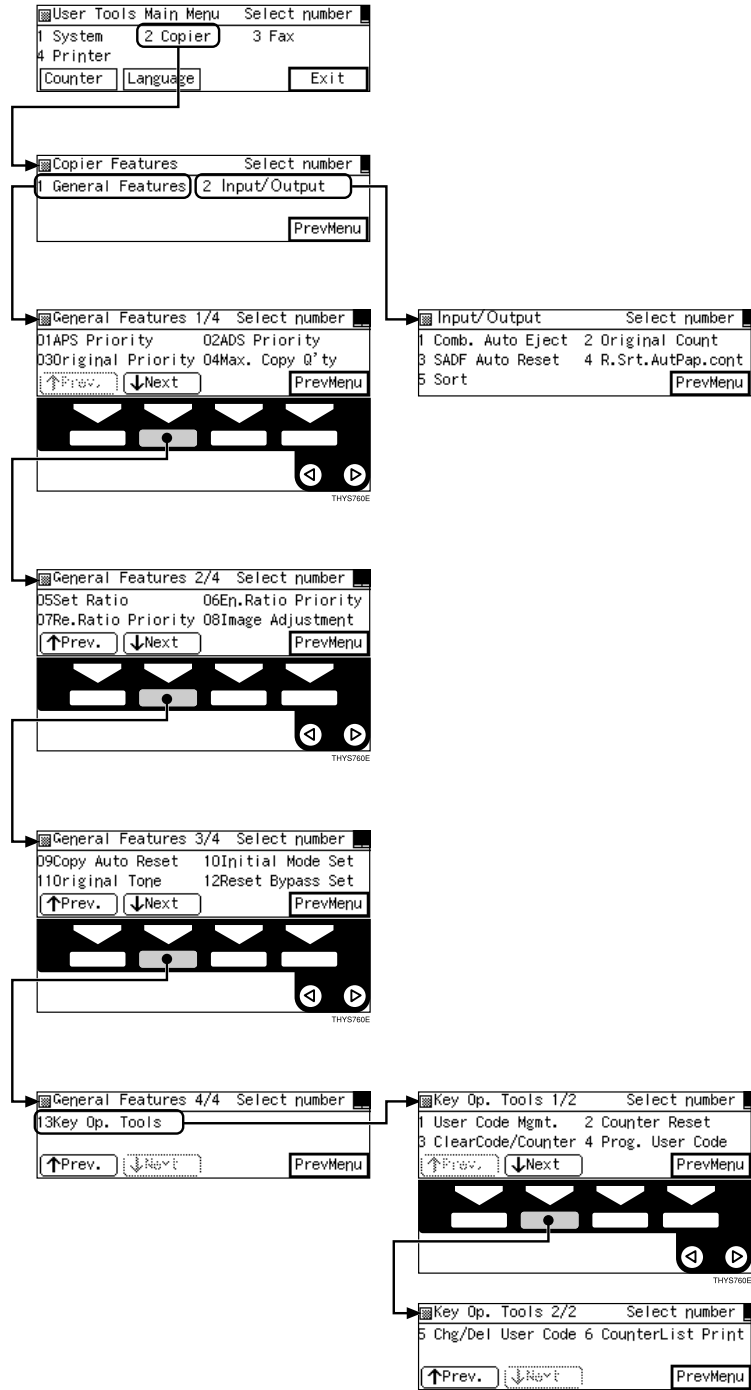 User Tools Main Menu Select number
1 System 2 Copier 3 Fax
4 Printer
Counter Language Exit
Copier Features Select number
1 General Features 2 Input/Output
PrevMenu
General Features 1/4 Select number
01APS Priority 02ADS Priority
03Original Priority 04Max. Copy Q'ty
↑Prev. ↓Next PrevMenu
THYS760E
Input/Output Select number
1 Comb. Auto Eject 2 Original Count
3 SADF Auto Reset 4 R.Srt.AutPap.cont
5 Sort PrevMenu
General Features 2/4 Select number
05Set Ratio 06En.Ratio Priority
07Re.Ratio Priority 08Image Adjustment
↑Prev. ↓Next PrevMenu
THYS760E
General Features 3/4 Select number
09Copy Auto Reset 10Initial Mode Set
11Original Tone 12Reset Bypass Set
↑Prev. ↓Next PrevMenu
THYS760E
General Features 4/4 Select number
13Key Op. Tools
↑Prev. ↓Next PrevMenu
Key Op. Tools 1/2 Select number
1 User Code Mgmt. 2 Counter Reset
3 ClearCode/Counter 4 Prog. User Code
↑Prev. ↓Next PrevMenu
THYS760E
Key Op. Tools 2/2 Select number
5 Chg/Del User Code 6 CounterList Print
↑Prev. ↓Next PrevMenu